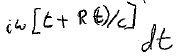 iω[t + R(t)/c] dt